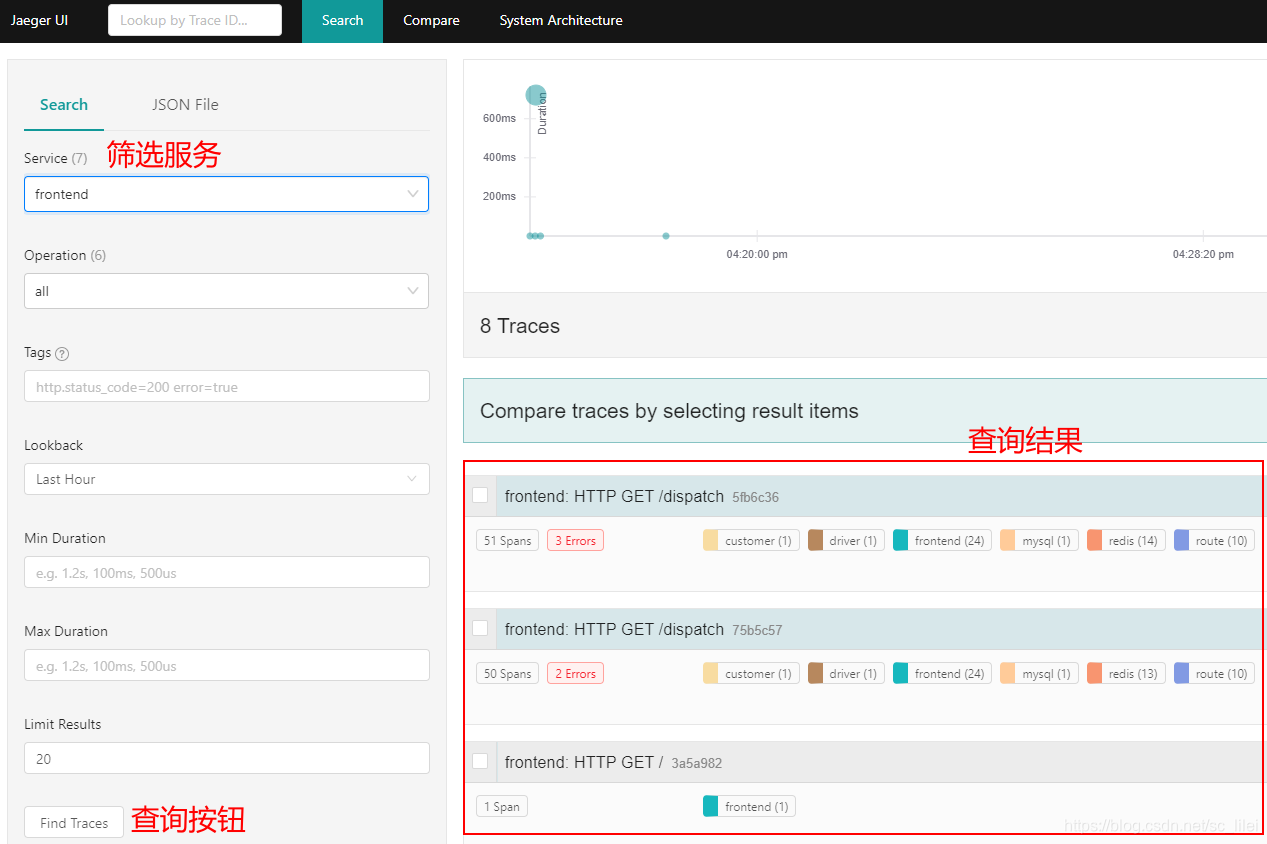 Jaeger UI
Lookup by Trace ID...
Search
Compare
System Architecture
Search
JSON File
Service (7)
筛选服务
frontend
Operation (6)
all
Tags
?
http.status_code=200 error=true
Lookback
Last Hour
Min Duration
e.g. 1.2s, 100ms, 500us
Max Duration
e.g. 1.2s, 100ms, 500us
Limit Results
20
Find Traces
查询按钮
Duration
600ms
400ms
200ms
04:20:00 pm
04:28:20 pm
8 Traces
Compare traces by selecting result items
查询结果
frontend: HTTP GET /dispatch 5fb6c36
51 Spans
3 Errors
customer (1)
driver (1)
frontend (24)
mysql (1)
redis (14)
route (10)
frontend: HTTP GET /dispatch 75b5c57
50 Spans
2 Errors
customer (1)
driver (1)
frontend (24)
mysql (1)
redis (13)
route (10)
frontend: HTTP GET / 3a5a982
1 Span
frontend (1)